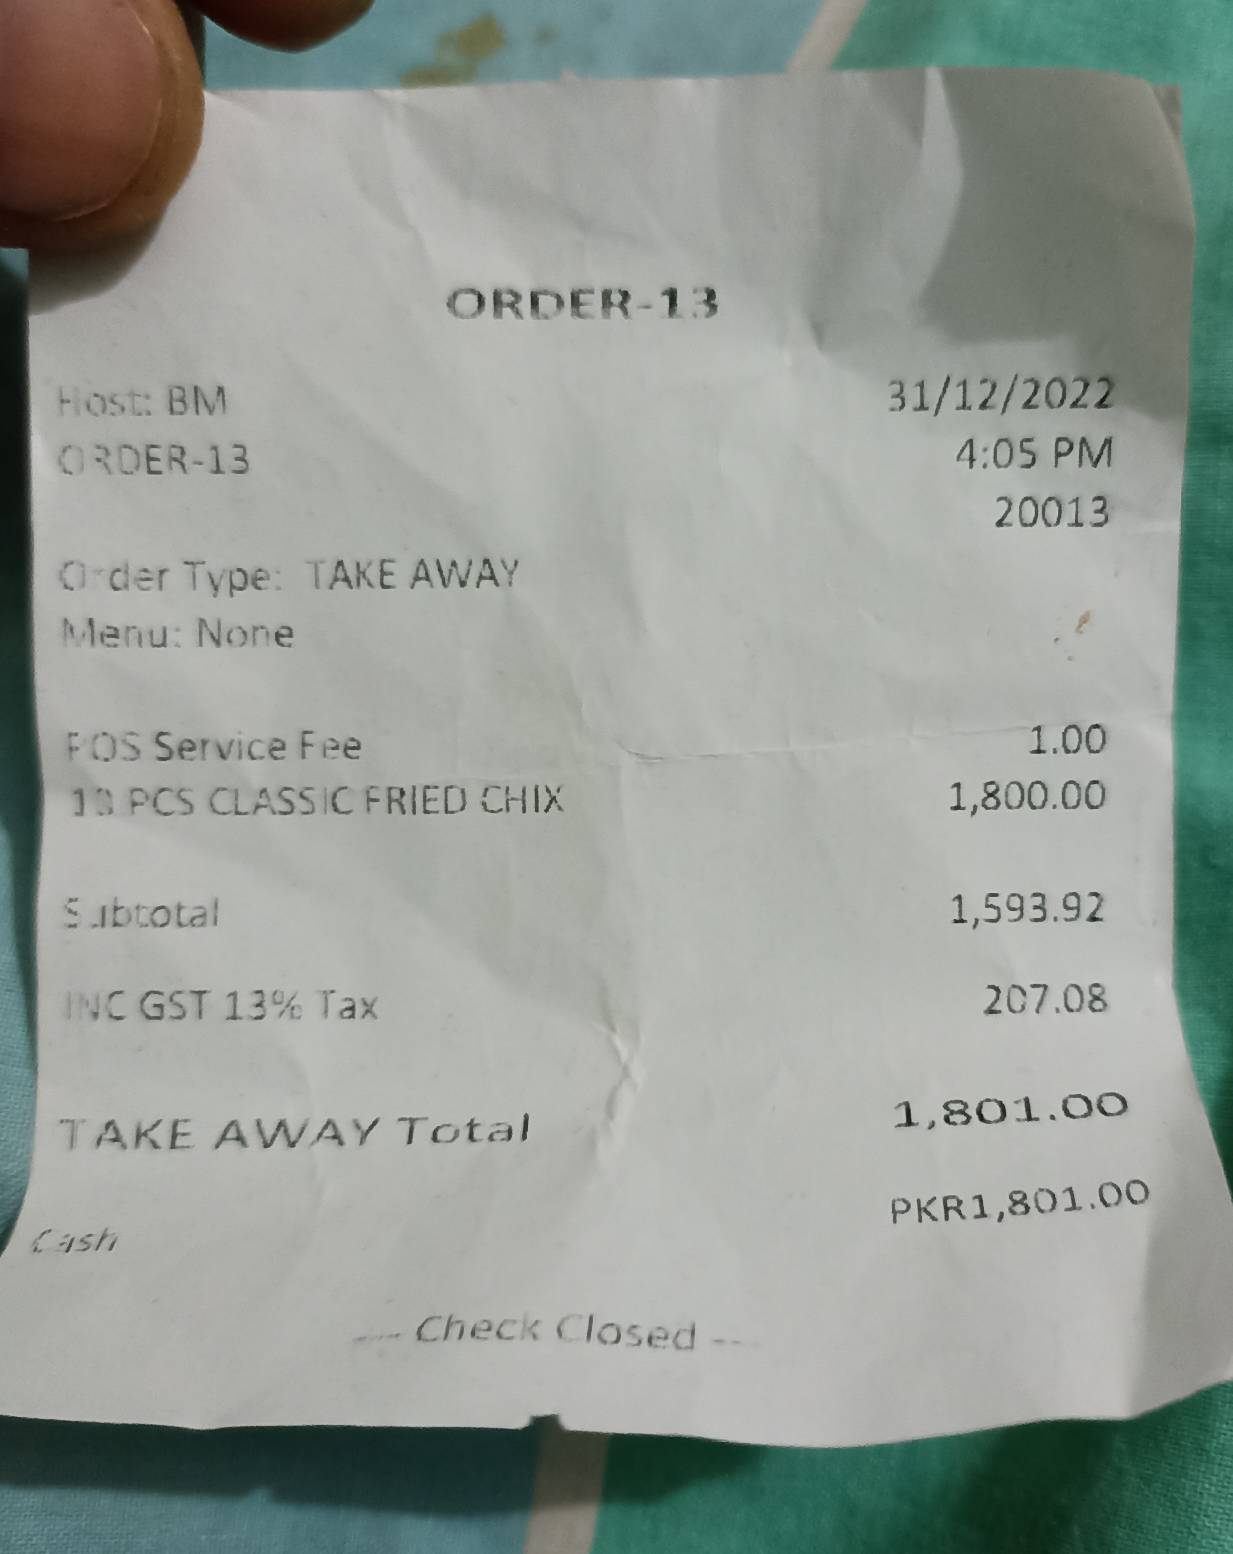 ORDER-13
Host: BM 31/12/2022
ORDER-13 4:05 PM
20013
Order Type: TAKE AWAY
Menu: None
POS Service Fee 1.00
PCS CLASSIC FRIED CHIX 1,800.00
Subtotal 1,593.92
INC GST 13% Tax 207.08
TAKE AWAY Total 1,801.00
PKR1,801.00
Cash
--- Check Closed ---